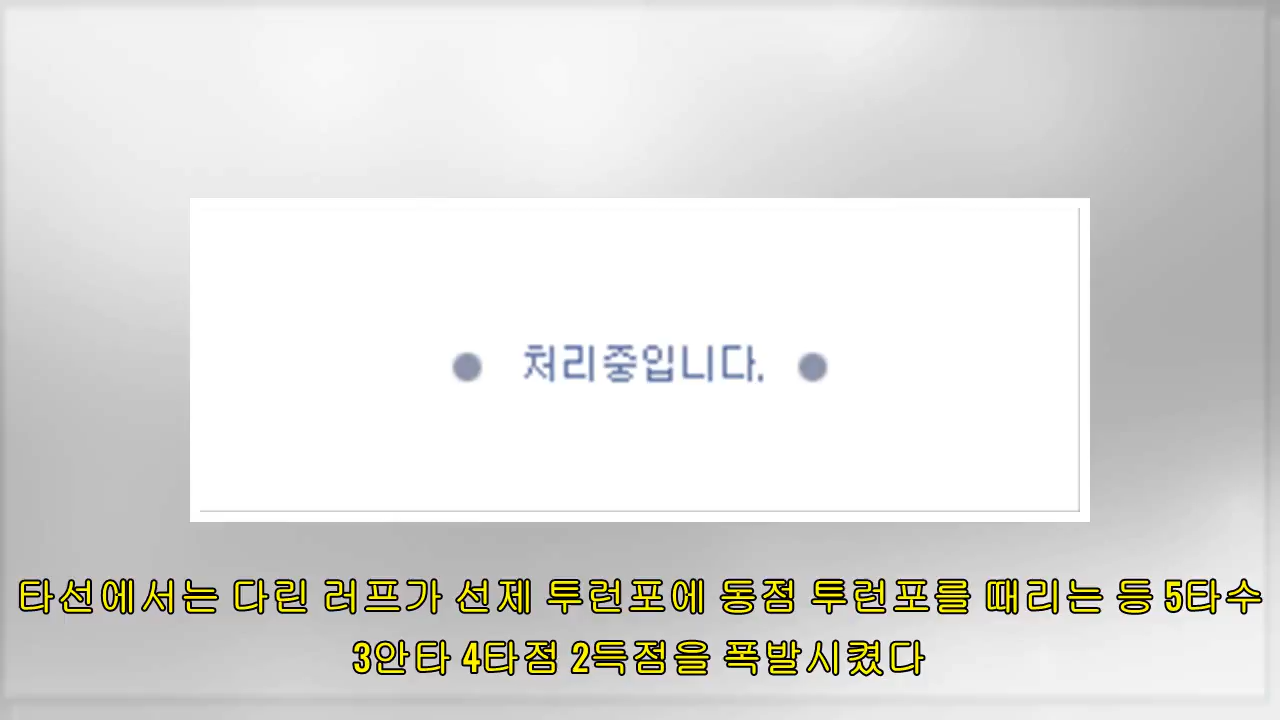 ● 처리중입니다. ●
타선에서는 다린 러프가 선제 투런포에 동점 투런포를 때리는 등 5타수
3안타 4타점 2득점을 폭발시켰다